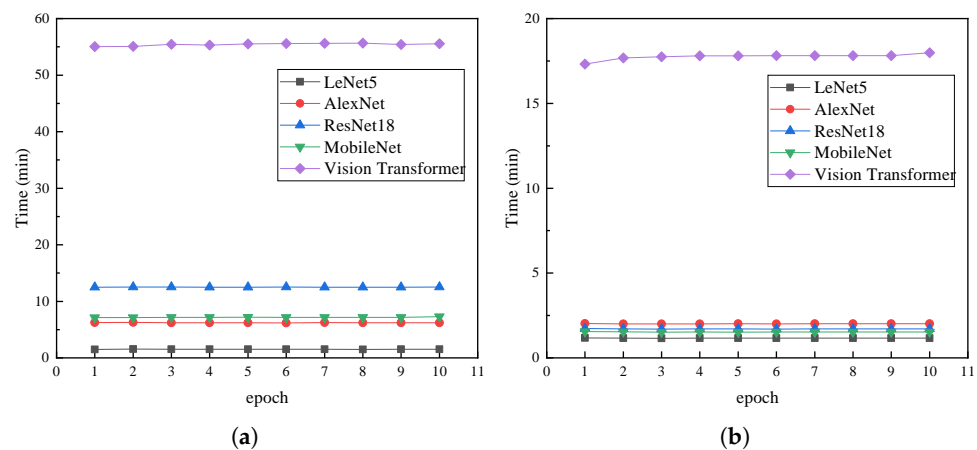 60
50
40
30
20
10
0
Time (min)
LeNet5
AlexNet
ResNet18
MobileNet
Vision Transformer
0 1 2 3 4 5 6 7 8 9 10 11
epoch
(a)
20
15
10
5
0
Time (min)
LeNet5
AlexNet
ResNet18
MobileNet
Vision Transformer
0 1 2 3 4 5 6 7 8 9 10 11
epoch
(b)